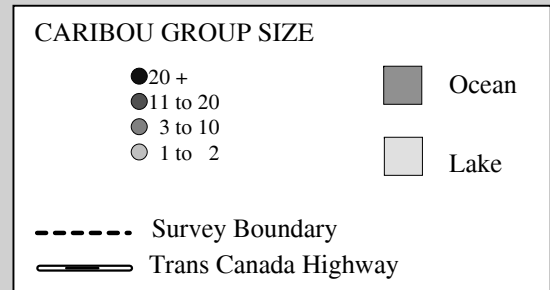 CARIBOU GROUP SIZE
20 +
11 to 20
3 to 10
1 to 2
Ocean
Lake
Survey Boundary
Trans Canada Highway